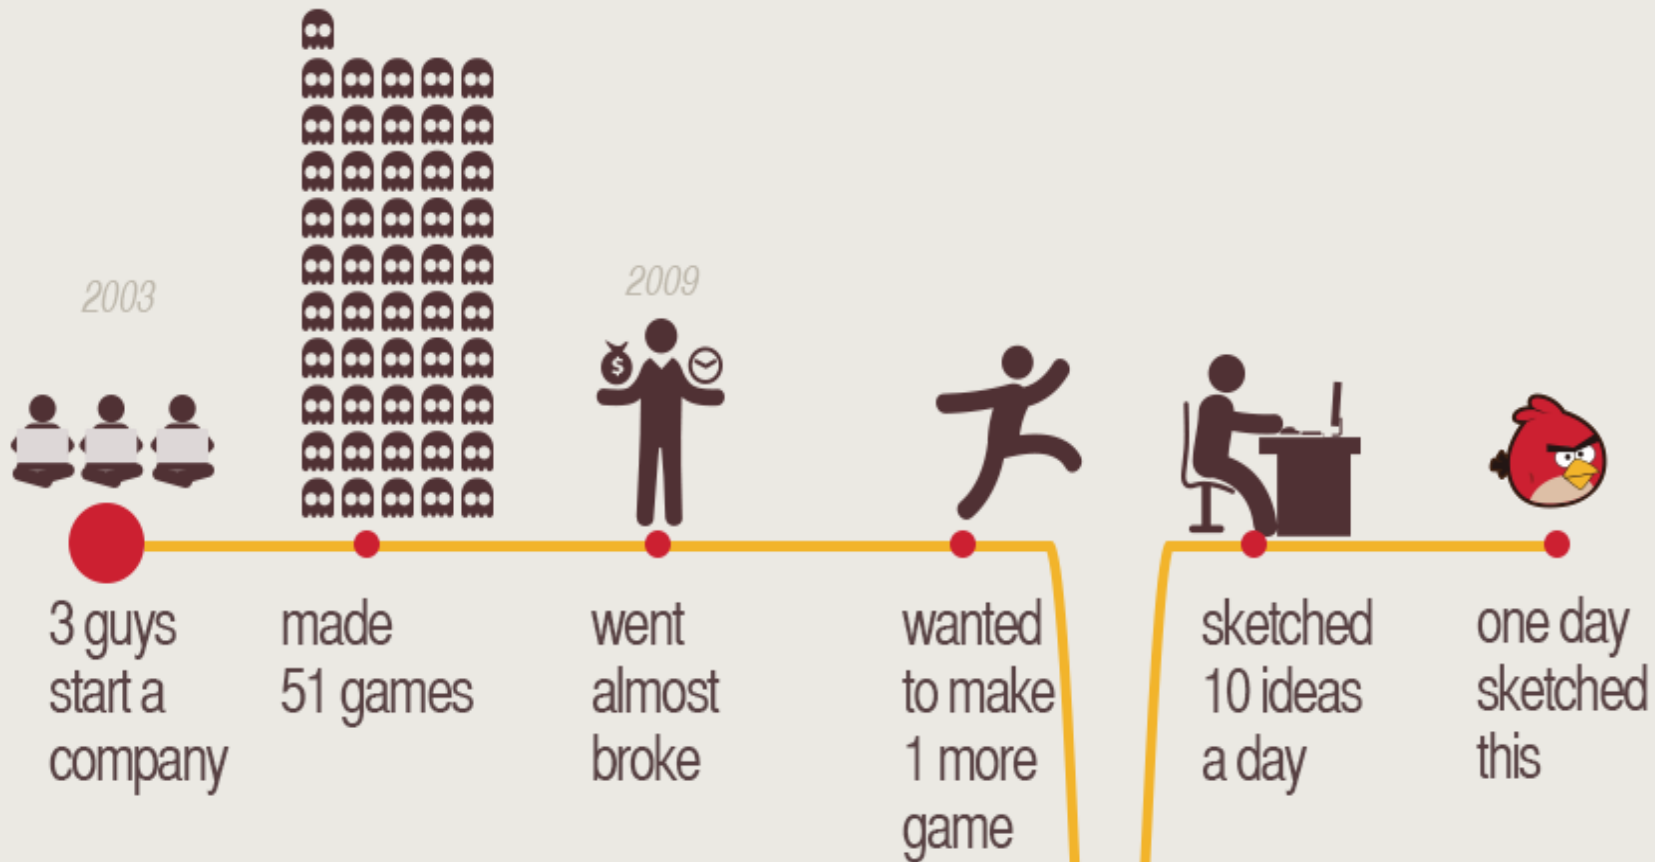 2003
3 guys
start a
company
made
51 games
2009
$
went
almost
broke
wanted
to make
1 more
game
sketched
10 ideas
a day
one day
sketched
this